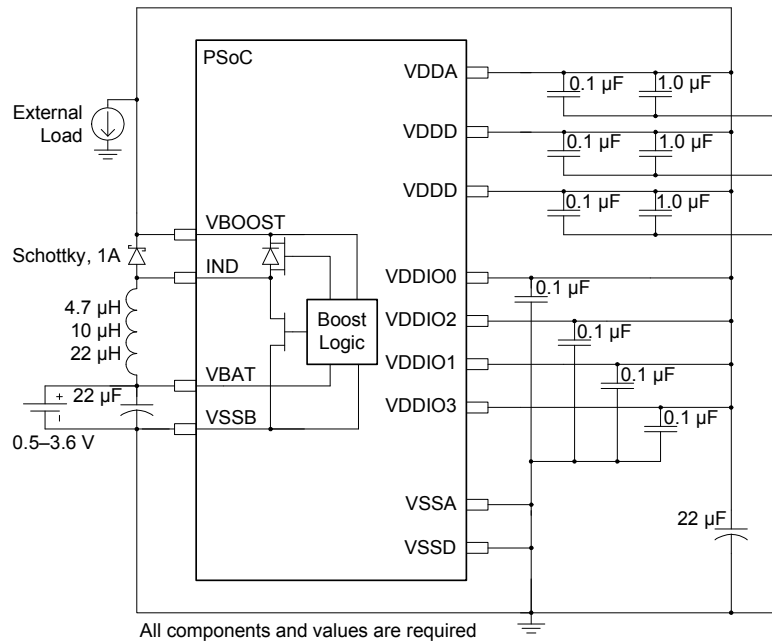 PSoC
VDDA
0.1 µF
1.0 µF
External
Load
VDDD
0.1 µF
1.0 µF
VDDD
0.1 µF
1.0 µF
VBOOST
Schottky, 1A
IND
VDDIO0
0.1 µF
4.7 µH
10 µH
22 µH
Boost
Logic
VDDIO2
0.1 µF
VDDIO1
0.1 µF
VBAT
22 µF
+
-
VDDIO3
0.1 µF
VSSB
0.5–3.6 V
VSSA
22 µF
VSSD
All components and values are required